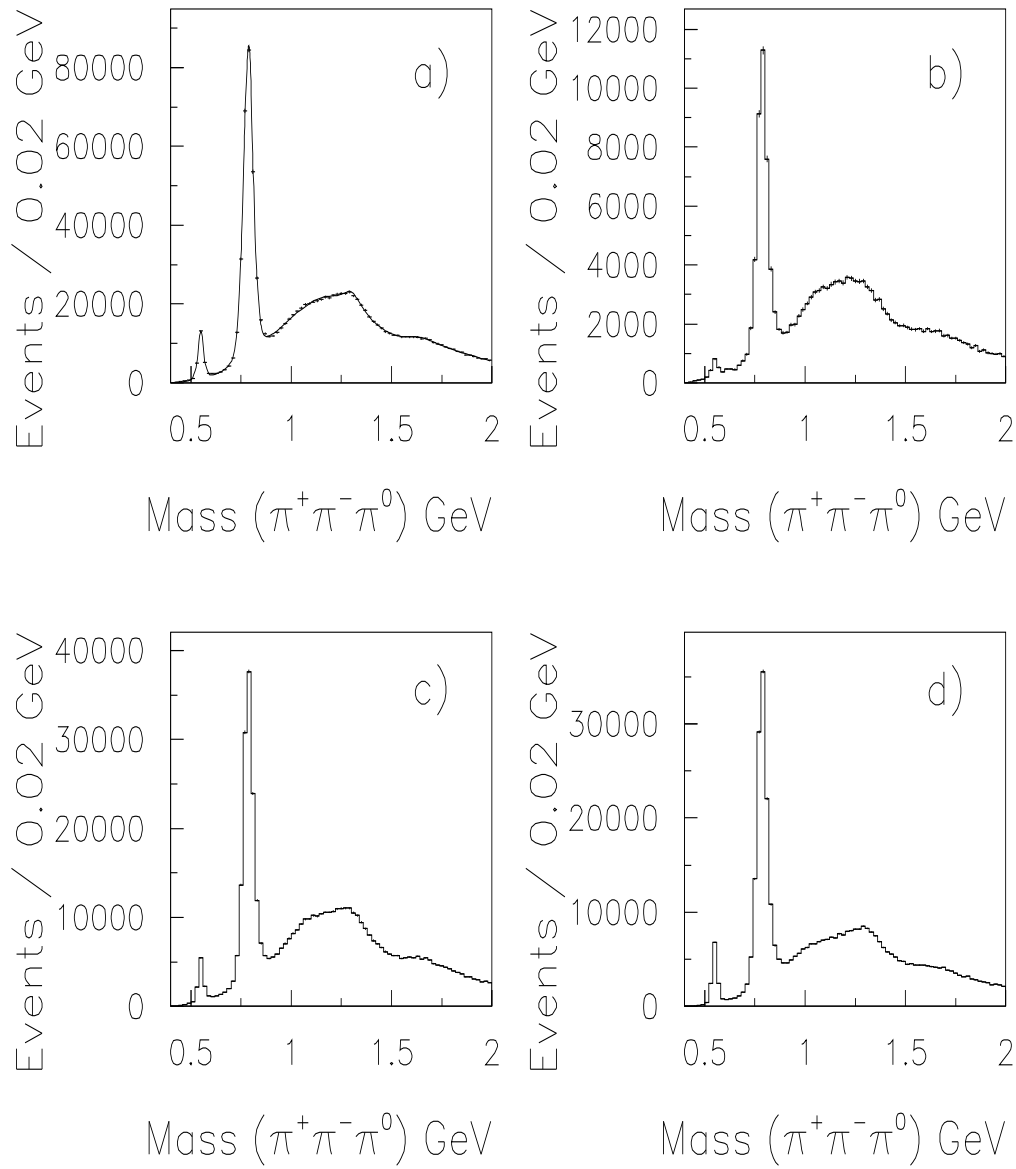 Events / 0.02 GeV
80000
60000
40000
20000
0
a)
0.5 1 1.5 2
Mass (π⁺π⁻π⁰) GeV
Events / 0.02 GeV
12000
10000
8000
6000
4000
2000
0
b)
0.5 1 1.5 2
Mass (π⁺π⁻π⁰) GeV
Events / 0.02 GeV
40000
30000
20000
10000
0
c)
0.5 1 1.5 2
Mass (π⁺π⁻π⁰) GeV
Events / 0.02 GeV
30000
20000
10000
0
d)
0.5 1 1.5 2
Mass (π⁺π⁻π⁰) GeV